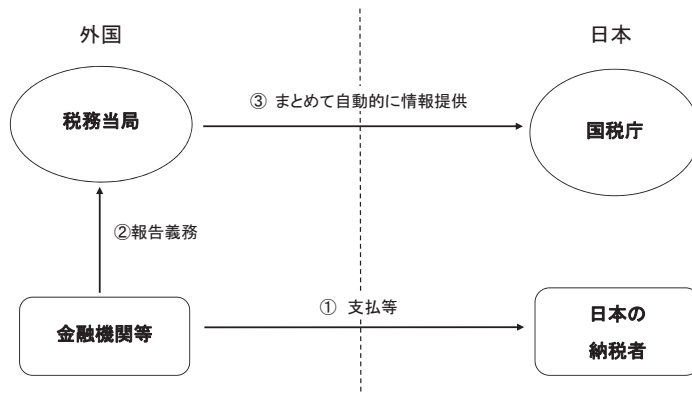 外国
日本
③ まとめて自動的に情報提供
税務当局
国税庁
②報告義務
① 支払等
金融機関等
日本の
納税者